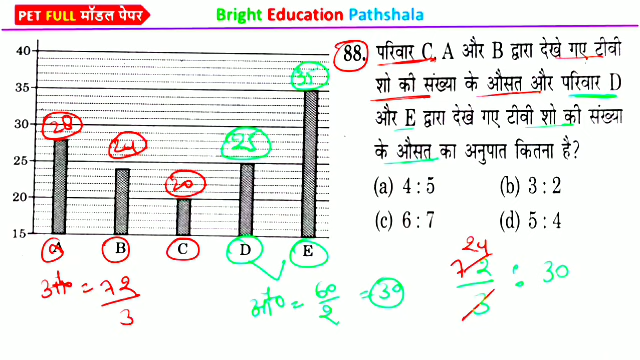 PET FULL मॉडल पेपर
Bright Education Pathshala
40
35
30
25
20
15
28
24
20
25
35
A
B
C
D
E
88. परिवार C, A और B द्वारा देखे गए टीवी
शो की संख्या के औसत और परिवार D
और E द्वारा देखे गए टीवी शो की संख्या
के औसत का अनुपात कितना है?
(a) 4 : 5 (b) 3 : 2
(c) 6 : 7 (d) 5 : 4
= 72/3
= 60/2 = 30
24
72/3 : 30